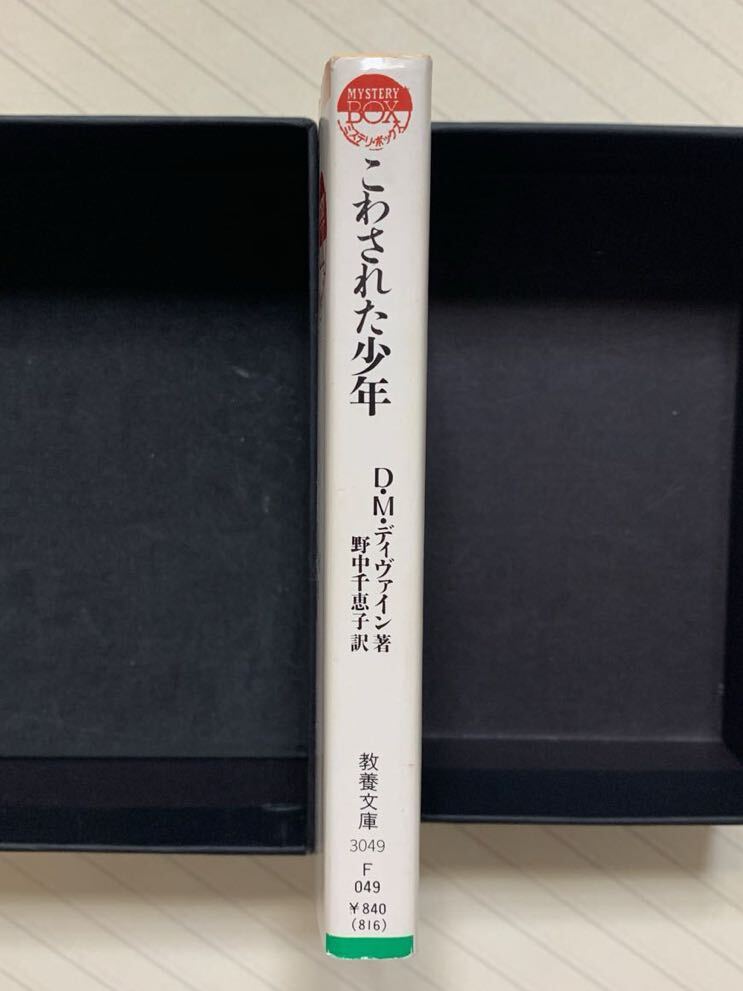 MYSTERY
BOX
ミステリ・ボックス
こわされた少年
D・M・ディヴァイン著
野中千恵子訳
教養文庫
3049
F
049
￥840
(816)